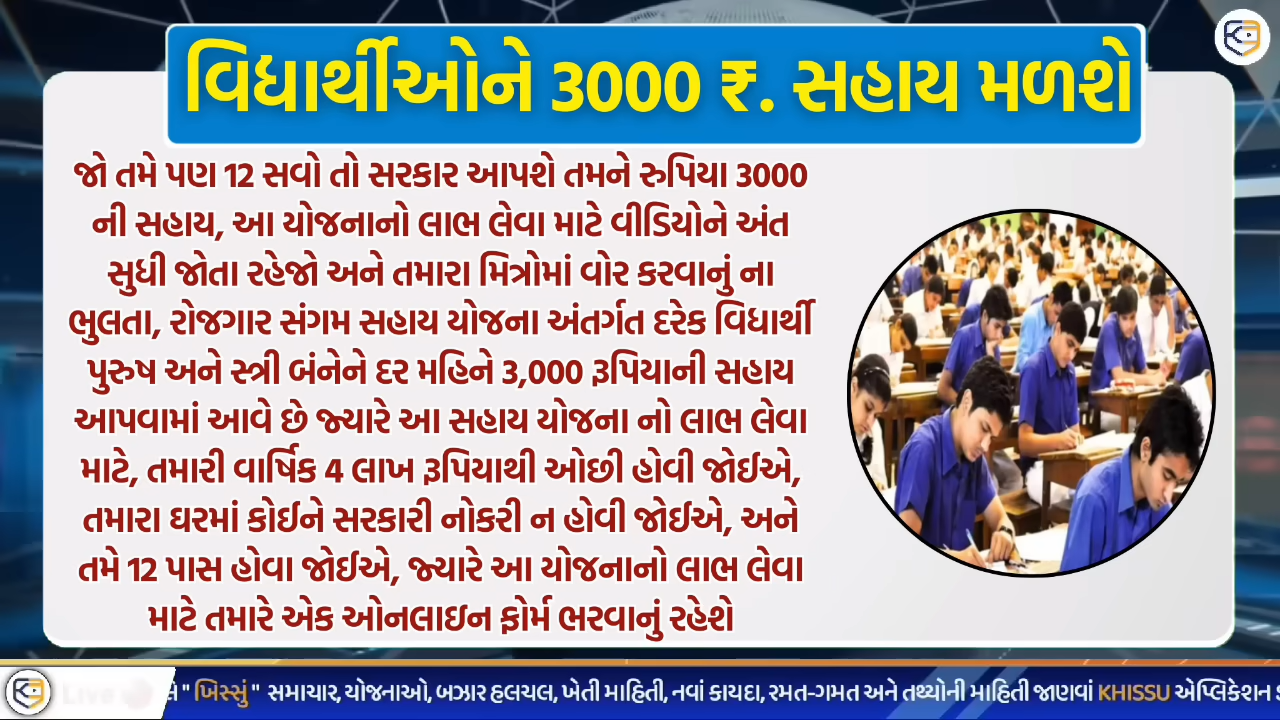 વિદ્યાર્થીઓને 3000 ₹. સહાય મળશે
જો તમે પણ 12 સવો તો સરકાર આપશે તમને રુપિયા 3000
ની સહાય, આ યોજનાનો લાભ લેવા માટે વીડિયોને અંત
સુધી જોતા રહેજો અને તમારા મિત્રોમાં વોર કરવાનું ના
ભુલતા, રોજગાર સંગમ સહાય યોજના અંતર્ગત દરેક વિધાર્થી
પુરુષ અને સ્ત્રી બંનેને દર મહિને 3,000 રૂપિયાની સહાય
આપવામાં આવે છે જ્યારે આ સહાય યોજના નો લાભ લેવા
માટે, તમારી વાર્ષિક 4 લાખ રૂપિયાથી ઓછી હોવી જોઈએ,
તમારા ઘરમાં કોઈને સરકારી નોકરી ન હોવી જોઈએ, અને
તમે 12 પાસ હોવા જોઈએ, જ્યારે આ યોજનાનો લાભ લેવા
માટે તમારે એક ઓનલાઇન ફોર્મ ભરવાનું રહેશે
Live " ખિસ્સું " સમાચાર, યોજનાઓ, બઝાર હલચલ, ખેતી માહિતી, નવાં કાયદા, રમત-ગમત અને તથ્યોની માહિતી જાણવાં KHISSU એપ્લિકેશન